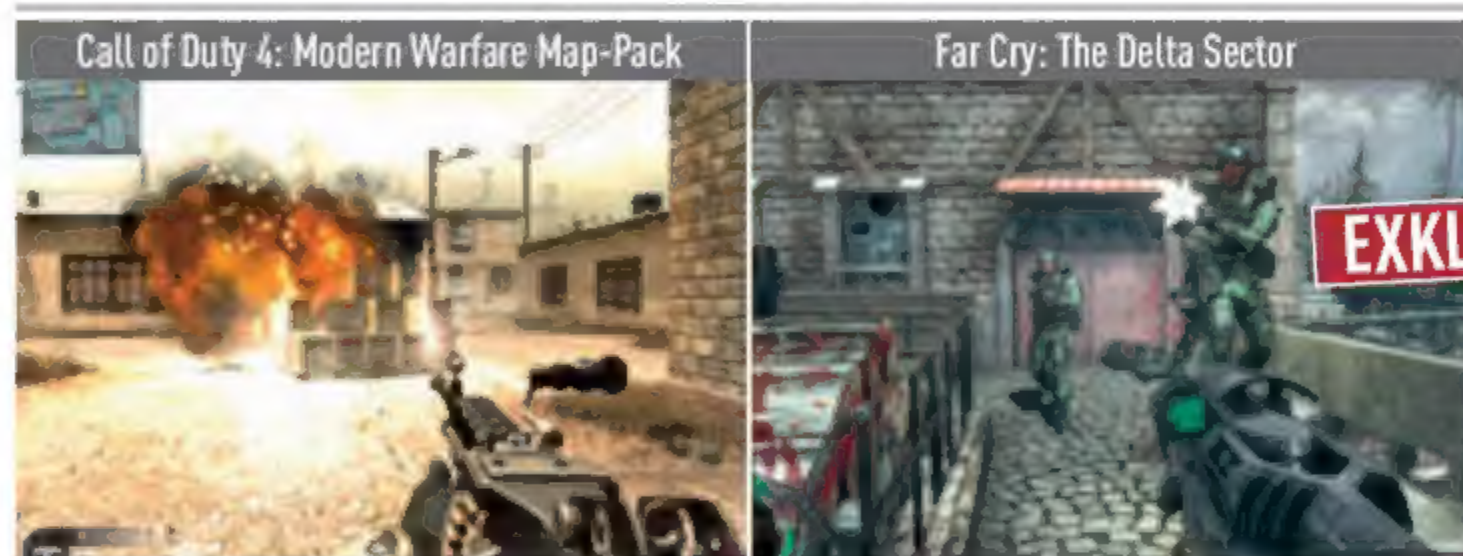 Call of Duty 4: Modern Warfare Map-Pack
Far Cry: The Delta Sector
EXKL